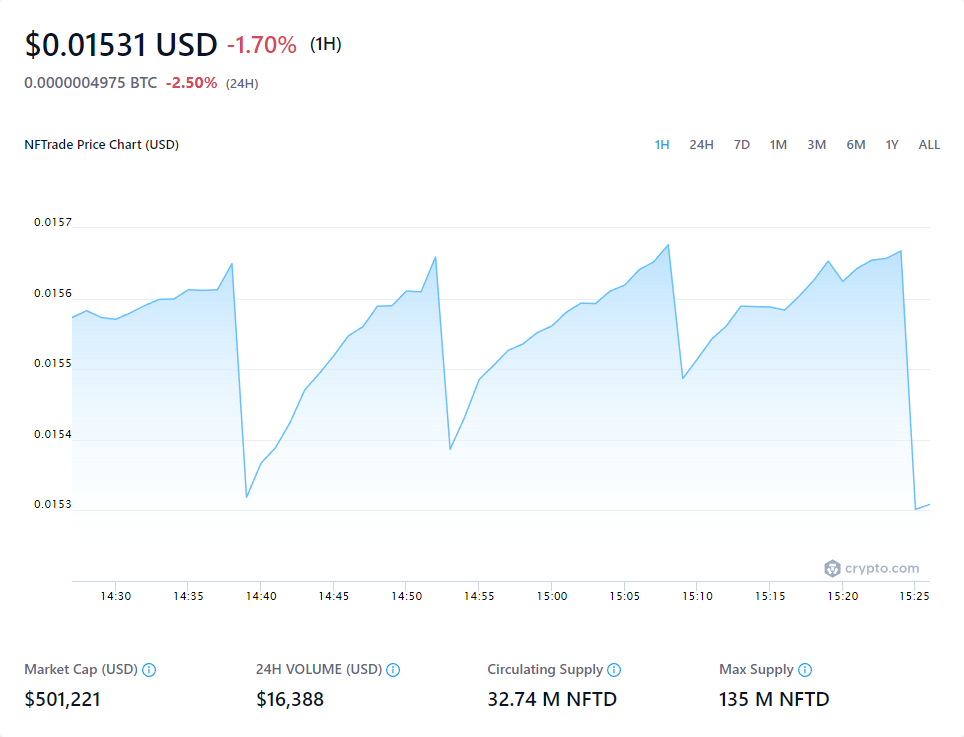 $0.01531 USD -1.70% (1H)
0.0000004975 BTC -2.50% (24H)
NFTrade Price Chart (USD)
1H 24H 7D 1M 3M 6M 1Y ALL
0.0157
0.0156
0.0155
0.0154
0.0153
crypto.com
14:30 14:35 14:40 14:45 14:50 14:55 15:00 15:05 15:10 15:15 15:20 15:25
Market Cap (USD) 24H VOLUME (USD) Circulating Supply Max Supply
$501,221 $16,388 32.74 M NFTD 135 M NFTD